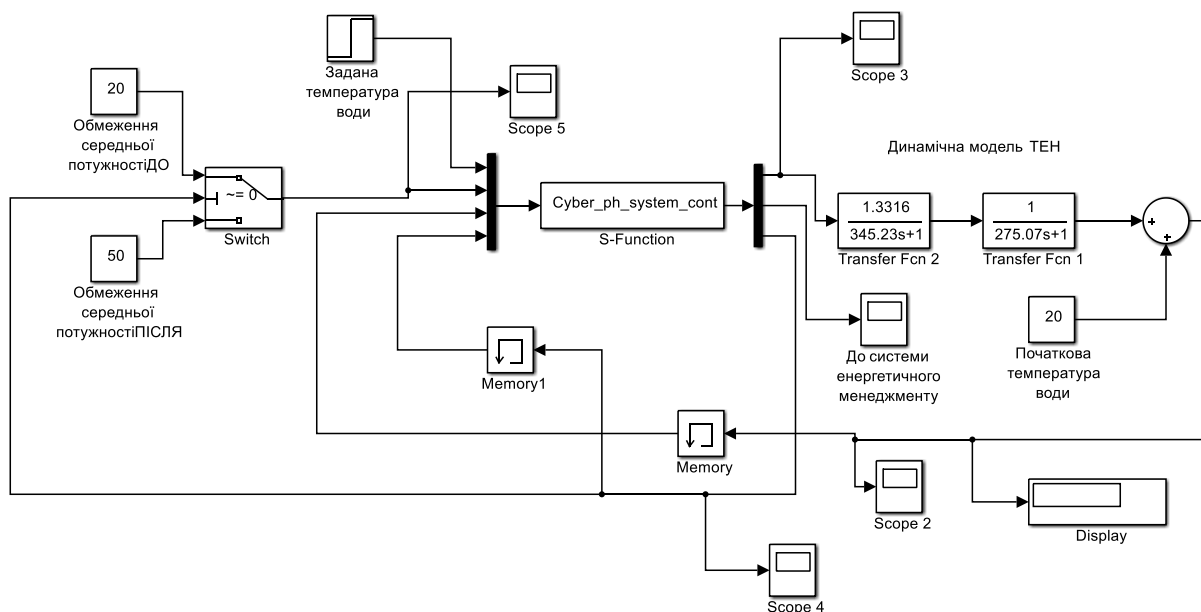 Scope 3
Задана
температура
води
20
Обмеження
середньої
потужностіДО
Scope 5
Динамічна модель ТЕН
~= 0
Switch
Cyber_ph_system_cont
S-Function
1.3316
345.23s+1
Transfer Fcn 2
1
275.07s+1
Transfer Fcn 1
+
+
50
Обмеження
середньої
потужностіПІСЛЯ
До системи
енергетичного
менеджменту
20
Початкова
температура
води
Memory1
Memory
Scope 2
Display
Scope 4